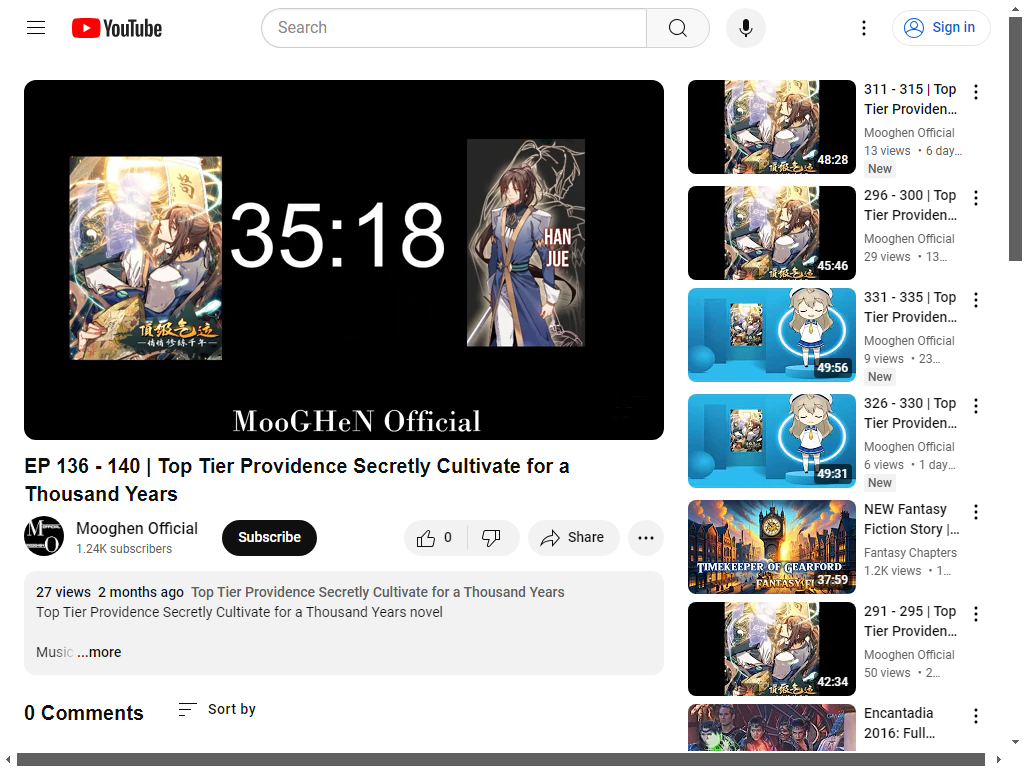 YouTube
Search
Sign in
35:18
HAN
JUE
頂級气运
悄悄修练千年
MooGHeN Official
EP 136 - 140 | Top Tier Providence Secretly Cultivate for a
Thousand Years
Mooghen Official
1.24K subscribers
Subscribe
0
Share
27 views 2 months ago Top Tier Providence Secretly Cultivate for a Thousand Years
Top Tier Providence Secretly Cultivate for a Thousand Years novel
Music ...more
0 Comments
Sort by
48:28
311 - 315 | Top
Tier Providen...
Mooghen Official
13 views • 6 day...
New
45:46
296 - 300 | Top
Tier Providen...
Mooghen Official
29 views • 13...
49:56
331 - 335 | Top
Tier Providen...
Mooghen Official
9 views • 23...
New
49:31
326 - 330 | Top
Tier Providen...
Mooghen Official
6 views • 1 day...
New
TIMEKEEPER OF GEARFORD
37:59
NEW Fantasy
Fiction Story |...
Fantasy Chapters
1.2K views • 1...
42:34
291 - 295 | Top
Tier Providen...
Mooghen Official
50 views • 2...
Encantadia
2016: Full...